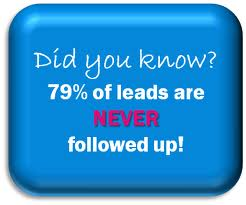 Did you know?
79% of leads are
NEVER
followed up!